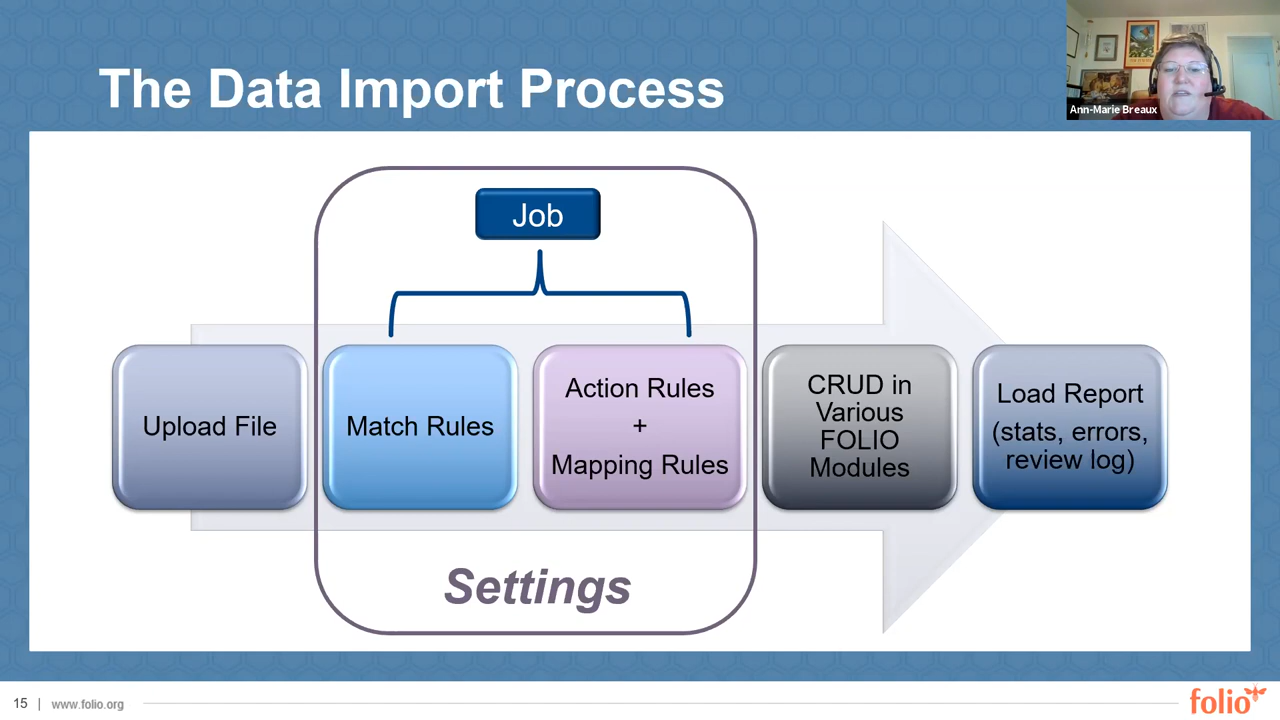 The Data Import Process
Ann-Marie Breaux
Job
Upload File
Match Rules
Action Rules
+
Mapping Rules
CRUD in
Various
FOLIO
Modules
Load Report
(stats, errors,
review log)
Settings
15 | www.folio.org
folio